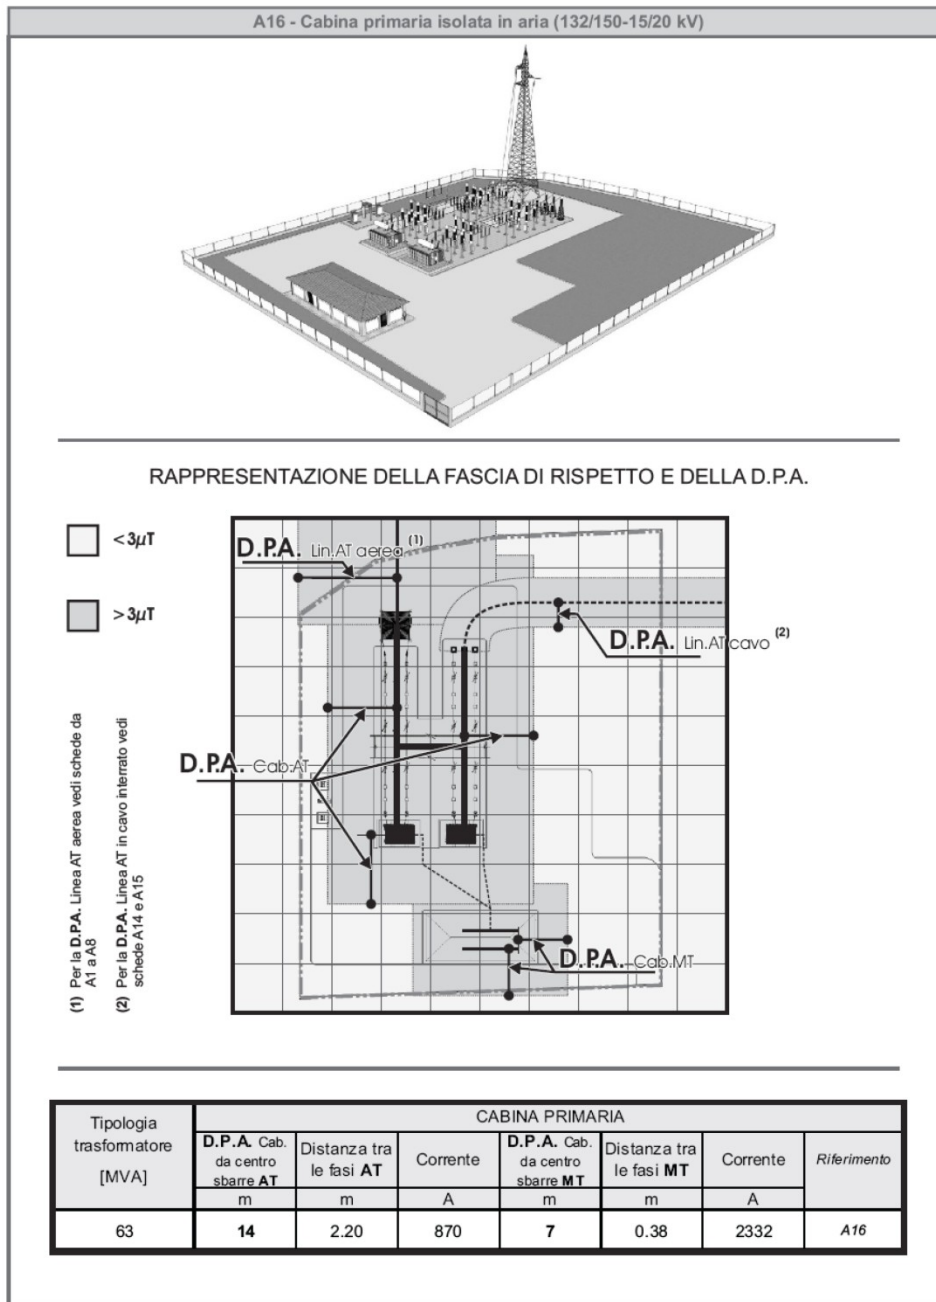 A16 - Cabina primaria isolata in aria (132/150-15/20 kV)
RAPPRESENTAZIONE DELLA FASCIA DI RISPETTO E DELLA D.P.A.
<3µT
>3µT
D.P.A. Lin.AT aerea (1)
D.P.A. Lin.AT cavo (2)
D.P.A. Cab.AT
D.P.A. Cab.MT
(1) Per la D.P.A. Linea AT aerea vedi schede da
A1 a A8
(2) Per la D.P.A. Linea AT in cavo interrato vedi
schede A14 e A15
Tipologia
trasformatore
[MVA]
CABINA PRIMARIA
D.P.A. Cab.
da centro
sbarre AT
Distanza tra
le fasi AT
Corrente
D.P.A. Cab.
da centro
sbarre MT
Distanza tra
le fasi MT
Corrente
Riferimento
m m A m m A
63 14 2.20 870 7 0.38 2332 A16